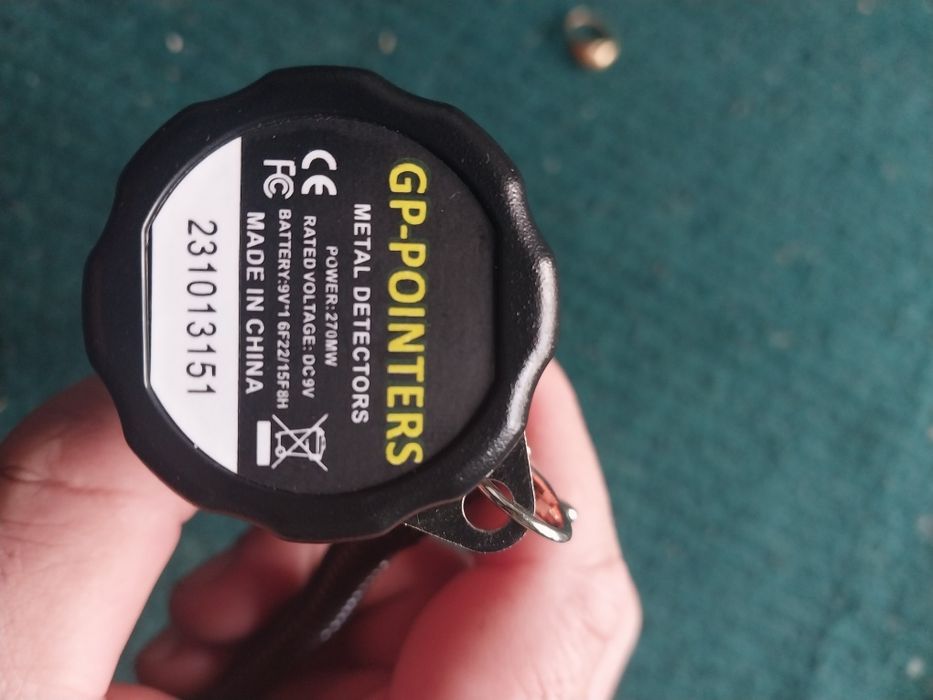 GP-POINTERS
METAL DETECTORS
POWER: 270MW
RATED VOLTAGE: DC9V
BATTERY:9V*1 6F22/15F8H
MADE IN CHINA
CE
FC
231013151